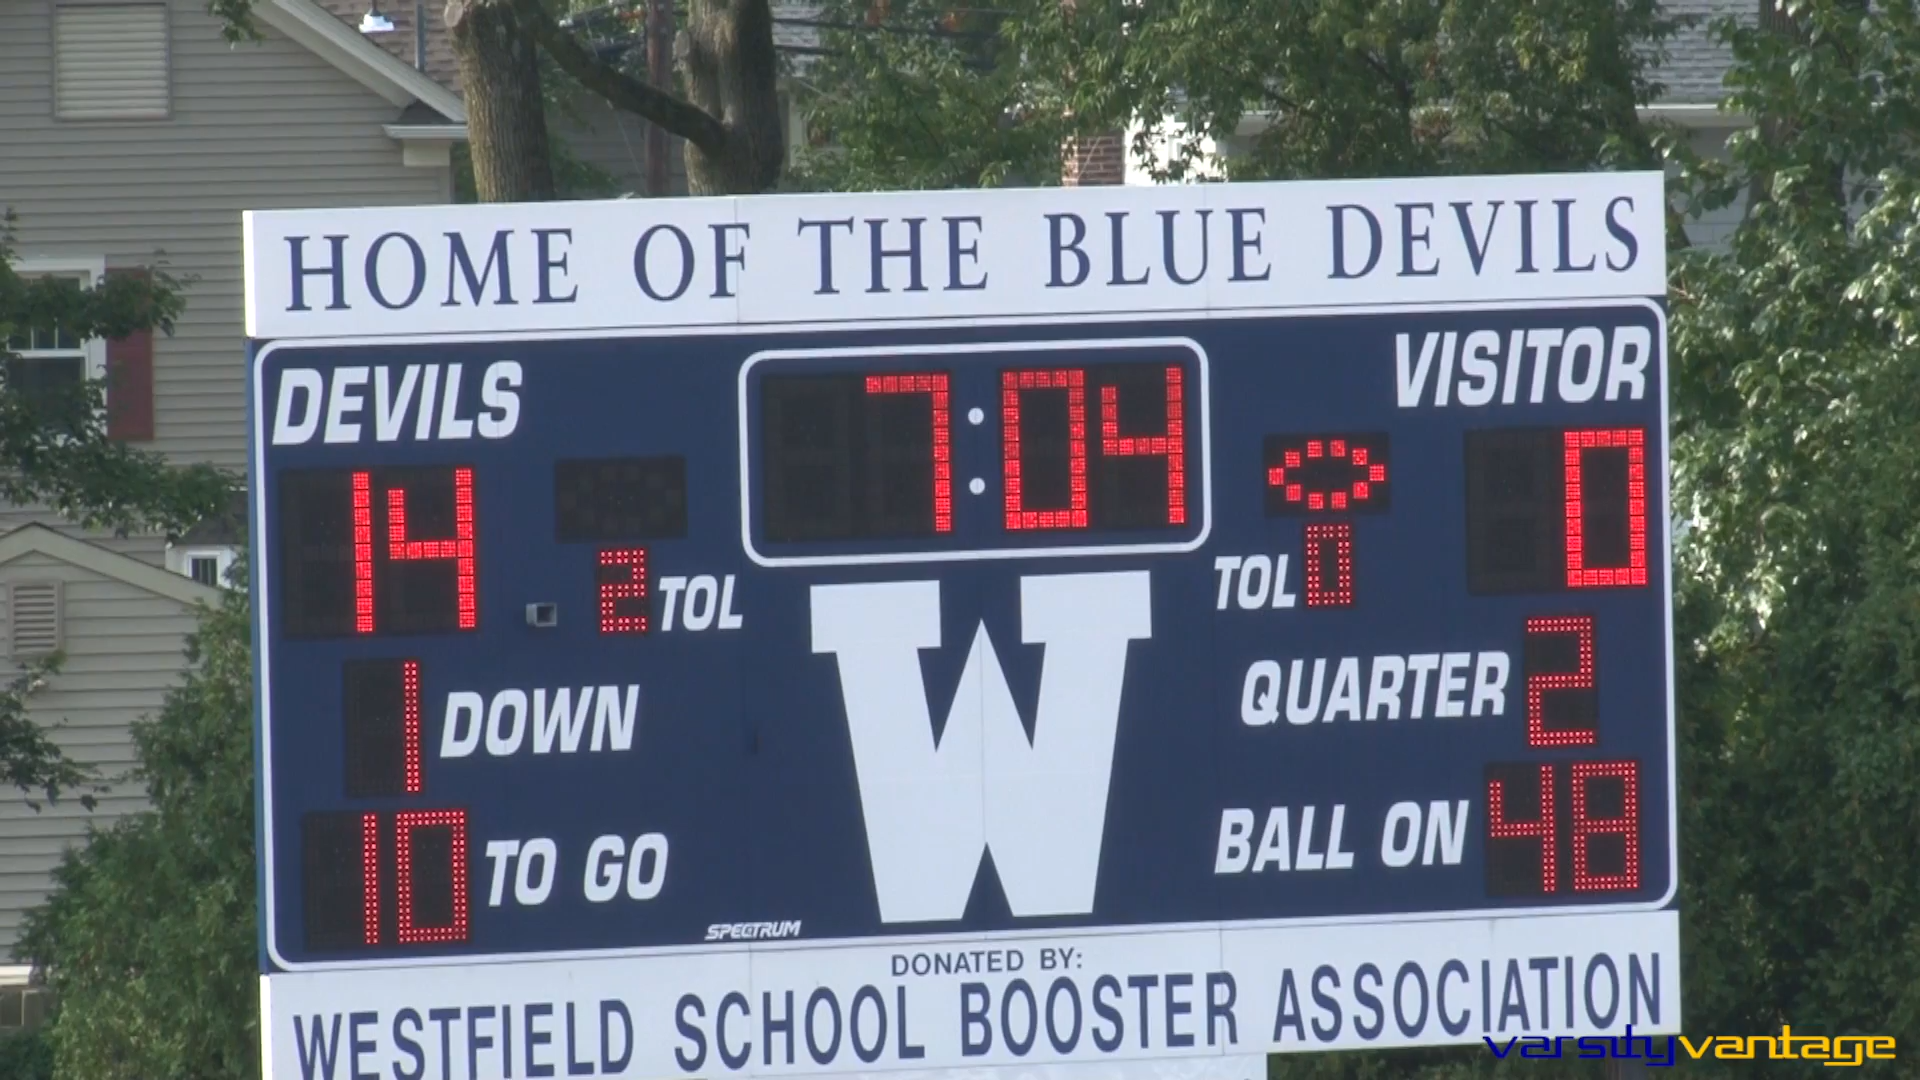 HOME OF THE BLUE DEVILS
DEVILS 7:04 VISITOR
14 0
2 TOL TOL 0
1 DOWN QUARTER 2
10 TO GO BALL ON 48
W
SPECTRUM
DONATED BY:
WESTFIELD SCHOOL BOOSTER ASSOCIATION
varsityvantage